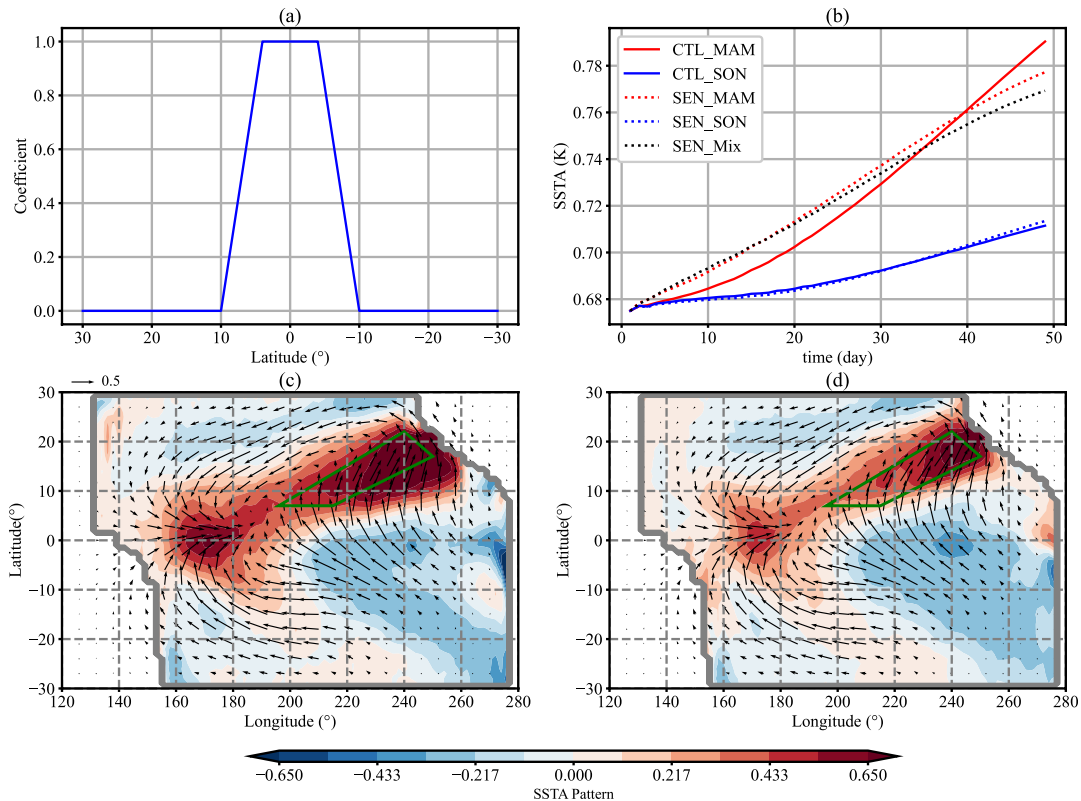 (a)
1.0
0.8
0.6
0.4
0.2
0.0
Coefficient
30 20 10 0 −10 −20 −30
Latitude (°)
(b)
CTL_MAM
CTL_SON
SEN_MAM
SEN_SON
SEN_Mix
0.78
0.76
0.74
0.72
0.70
0.68
SSTA (K)
0 10 20 30 40 50
time (day)
(c)
0.5
30
20
10
0
−10
−20
−30
Latitude(°)
120 140 160 180 200 220 240 260 280
Longitude (°)
(d)
30
20
10
0
−10
−20
−30
Latitude(°)
120 140 160 180 200 220 240 260 280
Longitude (°)
−0.650 −0.433 −0.217 0.000 0.217 0.433 0.650
SSTA Pattern